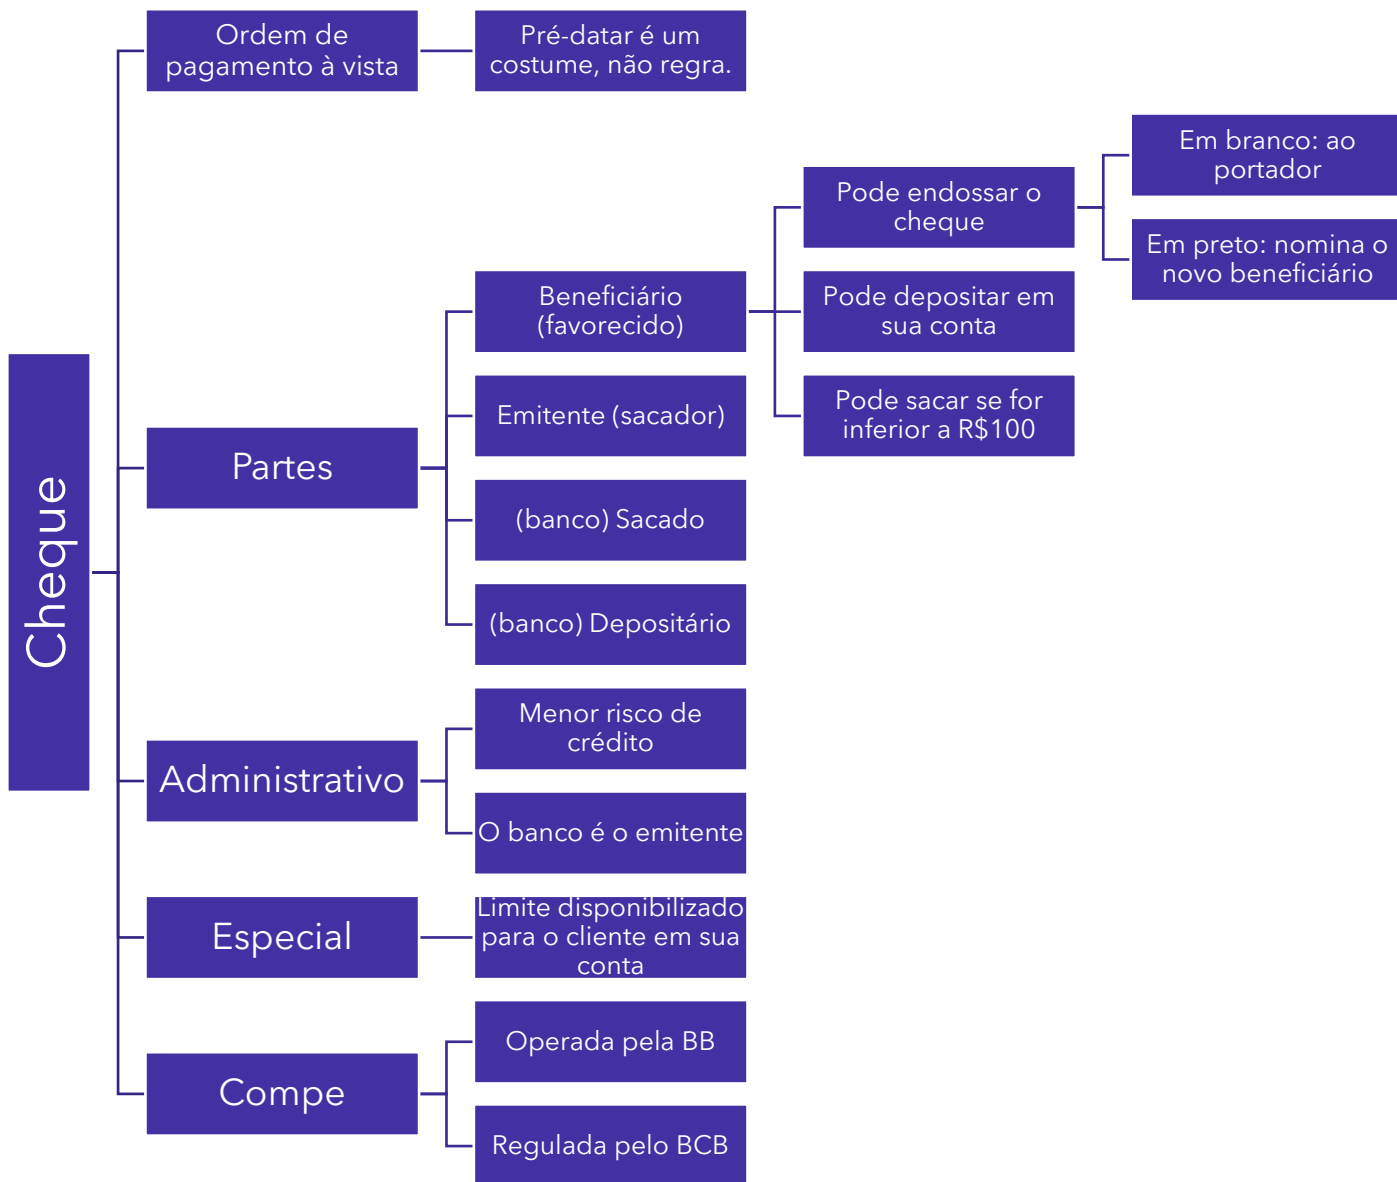 Cheque
Ordem de
pagamento à vista
Pré-datar é um
costume, não regra.
Partes
Beneficiário
(favorecido)
Pode endossar o
cheque
Em branco: ao
portador
Em preto: nomina o
novo beneficiário
Pode depositar em
sua conta
Pode sacar se for
inferior a R$100
Emitente (sacador)
(banco) Sacado
(banco) Depositário
Administrativo
Menor risco de
crédito
O banco é o emitente
Especial
Limite disponibilizado
para o cliente em sua
conta
Compe
Operada pela BB
Regulada pelo BCB